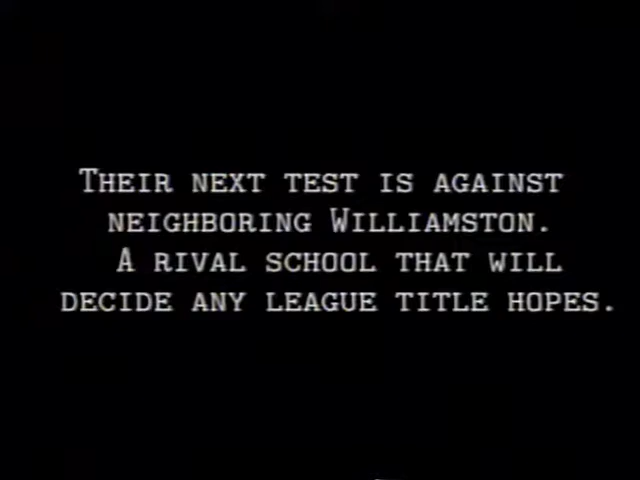 Their next test is against
neighboring Williamston.
A rival school that will
decide any league title hopes.